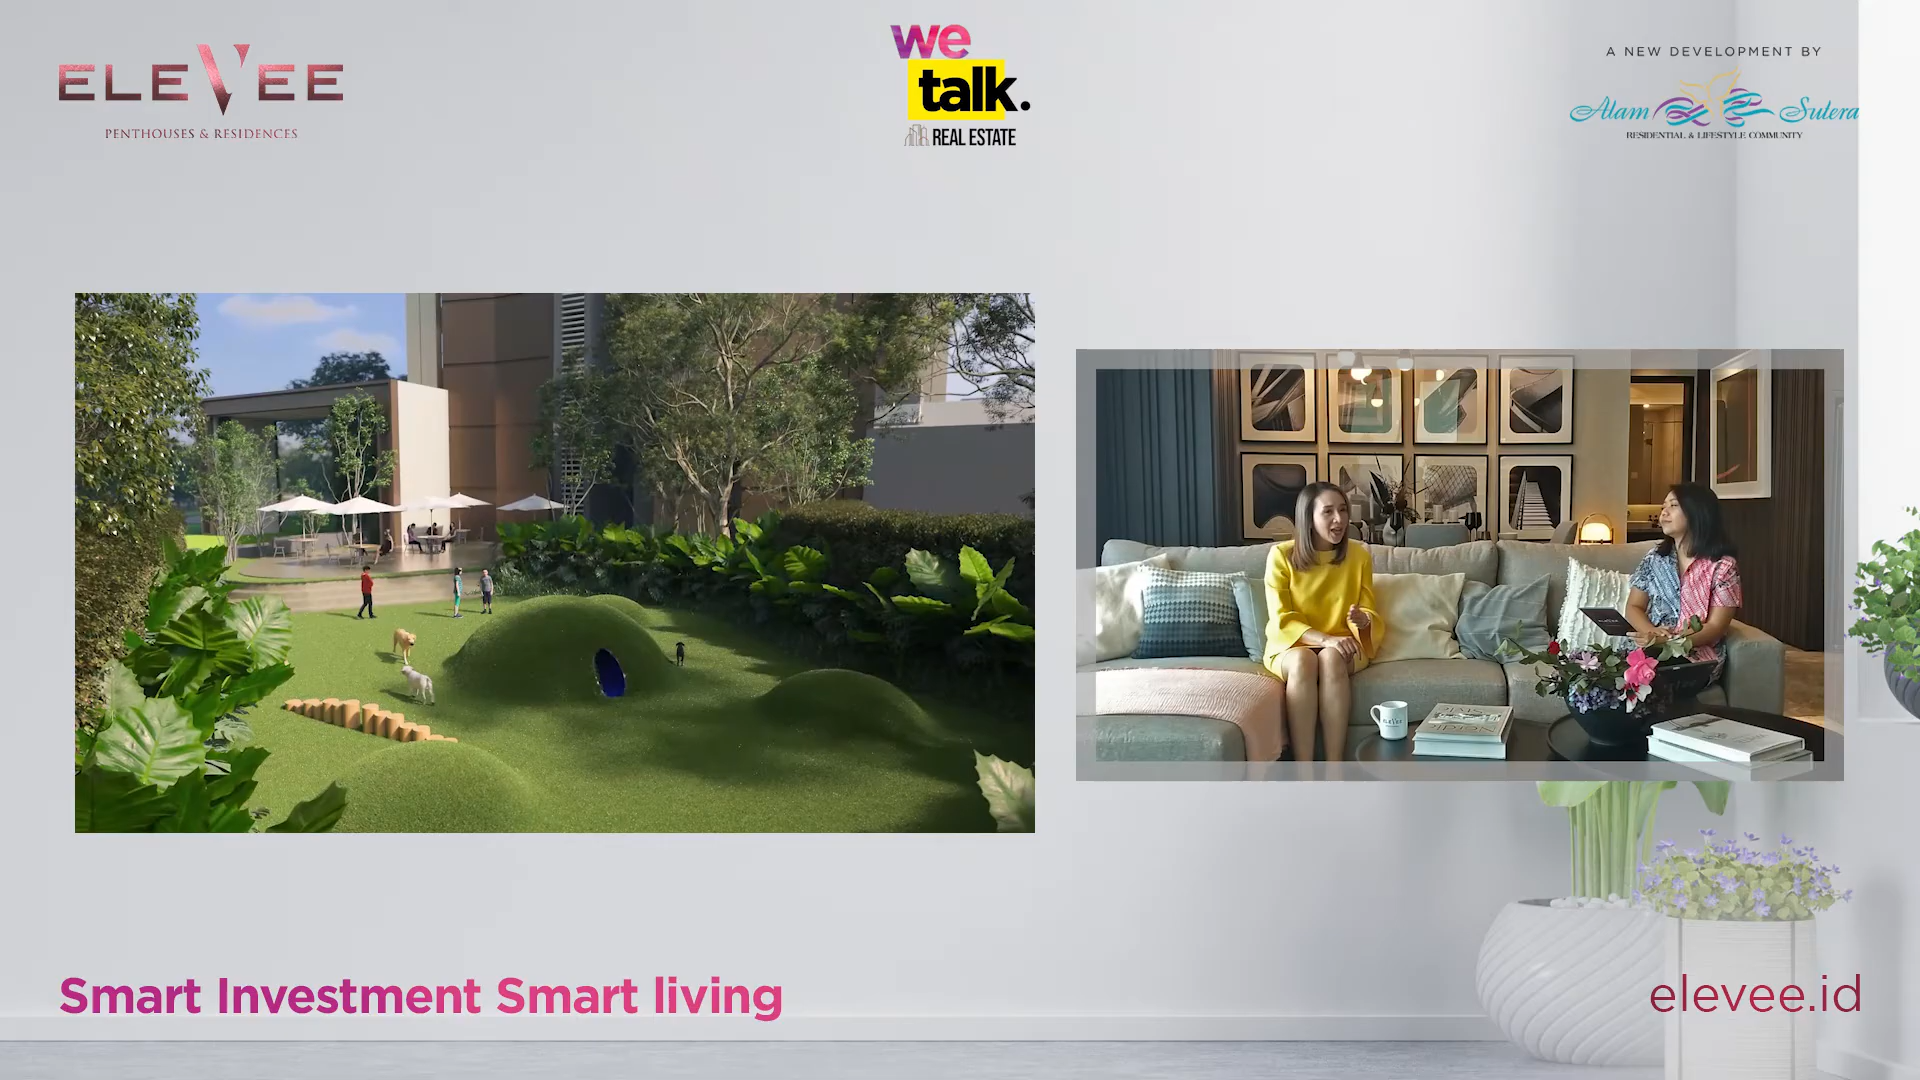 ELEVEE
PENTHOUSES & RESIDENCES
we
talk.
REAL ESTATE
A NEW DEVELOPMENT BY
Alam Sutera
RESIDENTIAL & LIFESTYLE COMMUNITY
Smart Investment Smart living
elevee.id